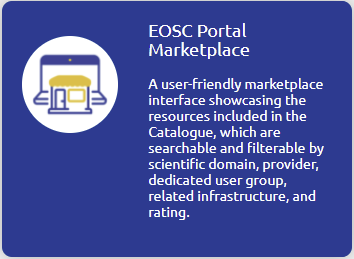 EOSC Portal
Marketplace
A user-friendly marketplace
interface showcasing the
resources included in the
Catalogue, which are
searchable and filterable by
scientific domain, provider,
dedicated user group,
related infrastructure, and
rating.